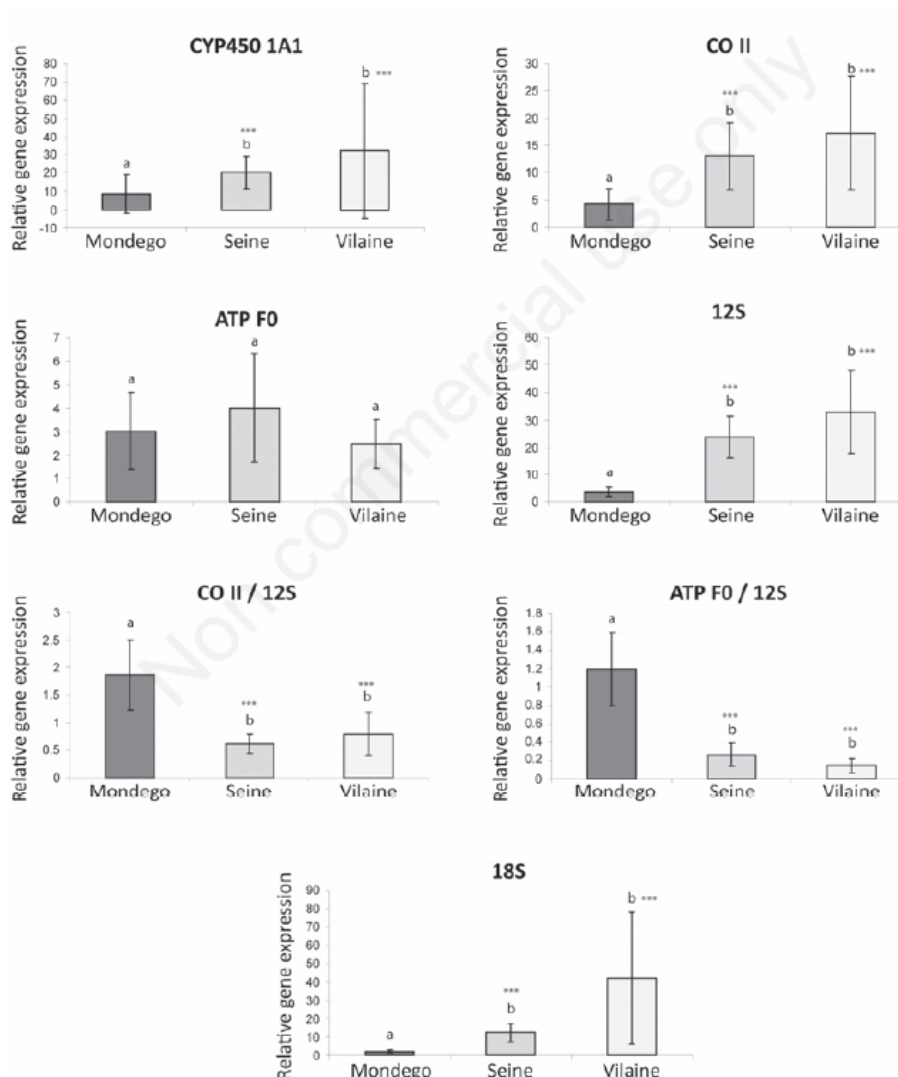 CYP450 1A1
Relative gene expression
80
70
60
50
40
30
20
10
0
-10
a
***
b
b ***
Mondego Seine Vilaine
CO II
Relative gene expression
30
25
20
15
10
5
0
a
***
b
b ***
Mondego Seine Vilaine
ATP F0
Relative gene expression
7
6
5
4
3
2
1
0
a
a
a
Mondego Seine Vilaine
12S
Relative gene expression
60
50
40
30
20
10
0
a
***
b
b ***
Mondego Seine Vilaine
CO II / 12S
Relative gene expression
3
2.5
2
1.5
1
0.5
0
a
***
b
***
b
Mondego Seine Vilaine
ATP F0 / 12S
Relative gene expression
1.8
1.6
1.4
1.2
1
0.8
0.6
0.4
0.2
0
a
***
b
***
b
Mondego Seine Vilaine
18S
Relative gene expression
90
80
70
60
50
40
30
20
10
0
a
***
b
b ***
Mondego Seine Vilaine
Non commercial use only